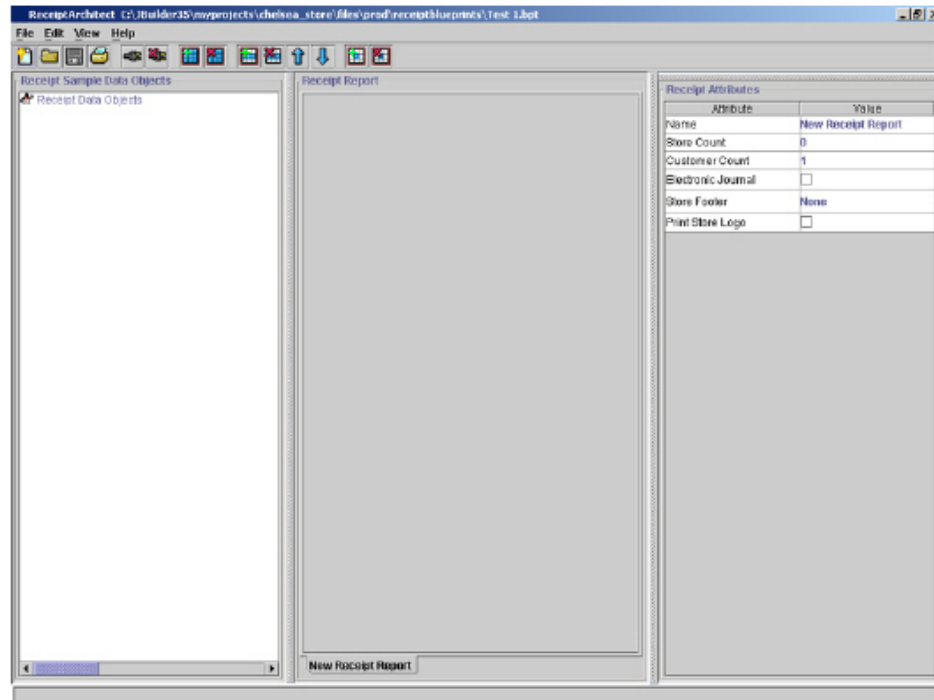 ReceiptArchitect C:\JBuilder35\myprojects\chelsea_store\files\prod\receiptblueprints\Test 1.bpt
File Edit View Help
Receipt Sample Data Objects
Receipt Data Objects
Receipt Report
New Receipt Report
Receipt Attributes
Attribute Value
Name New Receipt Report
Store Count 0
Customer Count 1
Electronic Journal
Store Footer None
Print Store Logo